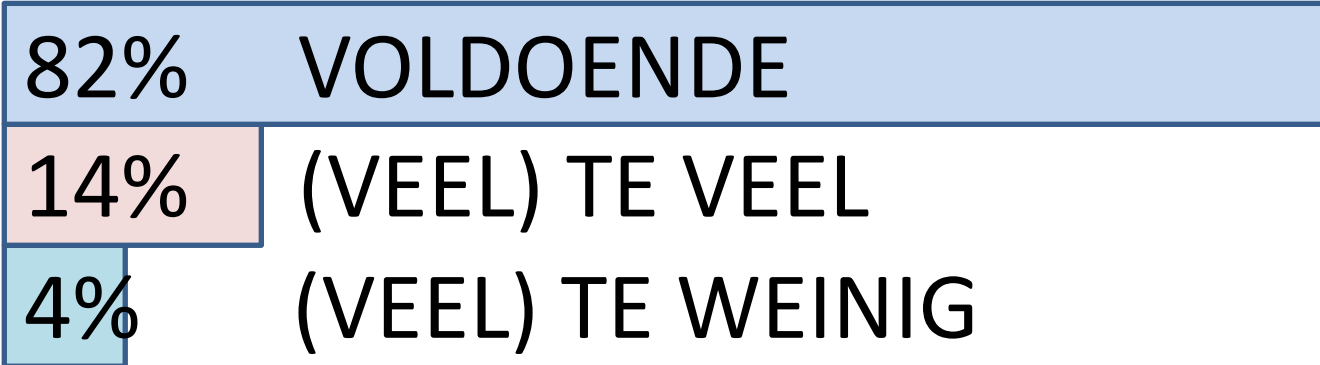 82% VOLDOENDE
14% (VEEL) TE VEEL
4% (VEEL) TE WEINIG